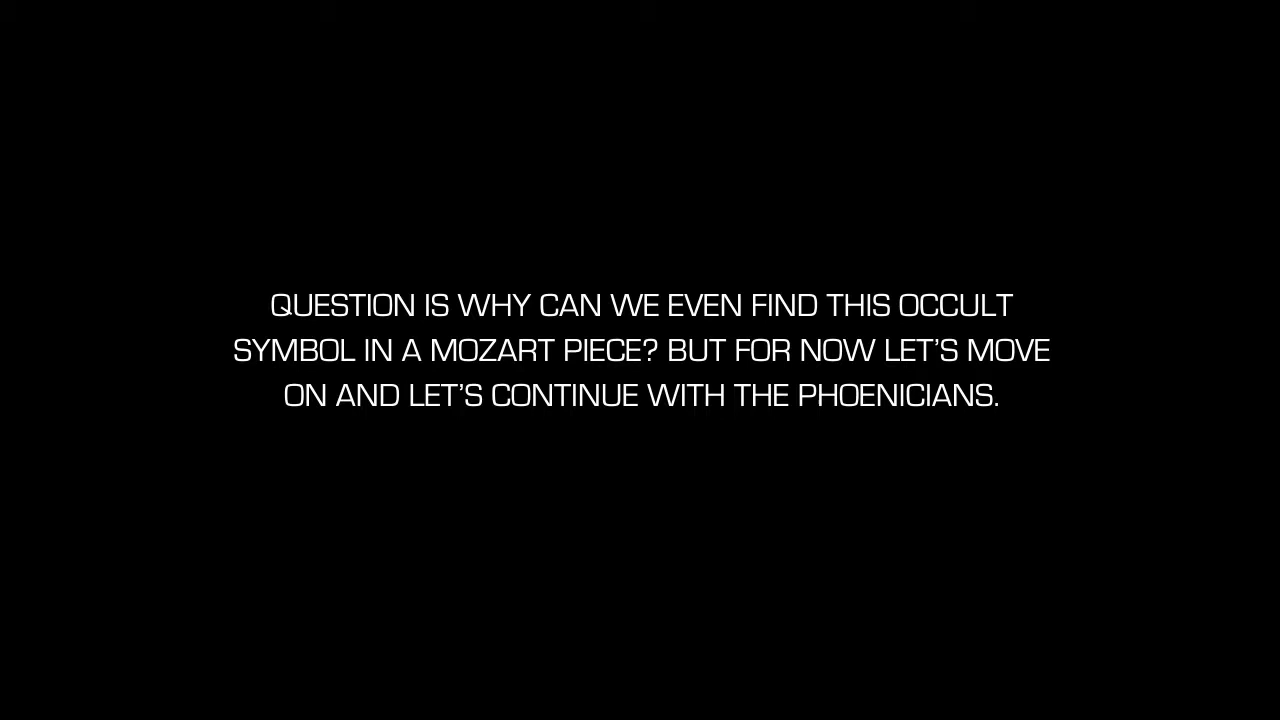 QUESTION IS WHY CAN WE EVEN FIND THIS OCCULT
SYMBOL IN A MOZART PIECE? BUT FOR NOW LET'S MOVE
ON AND LET'S CONTINUE WITH THE PHOENICIANS.